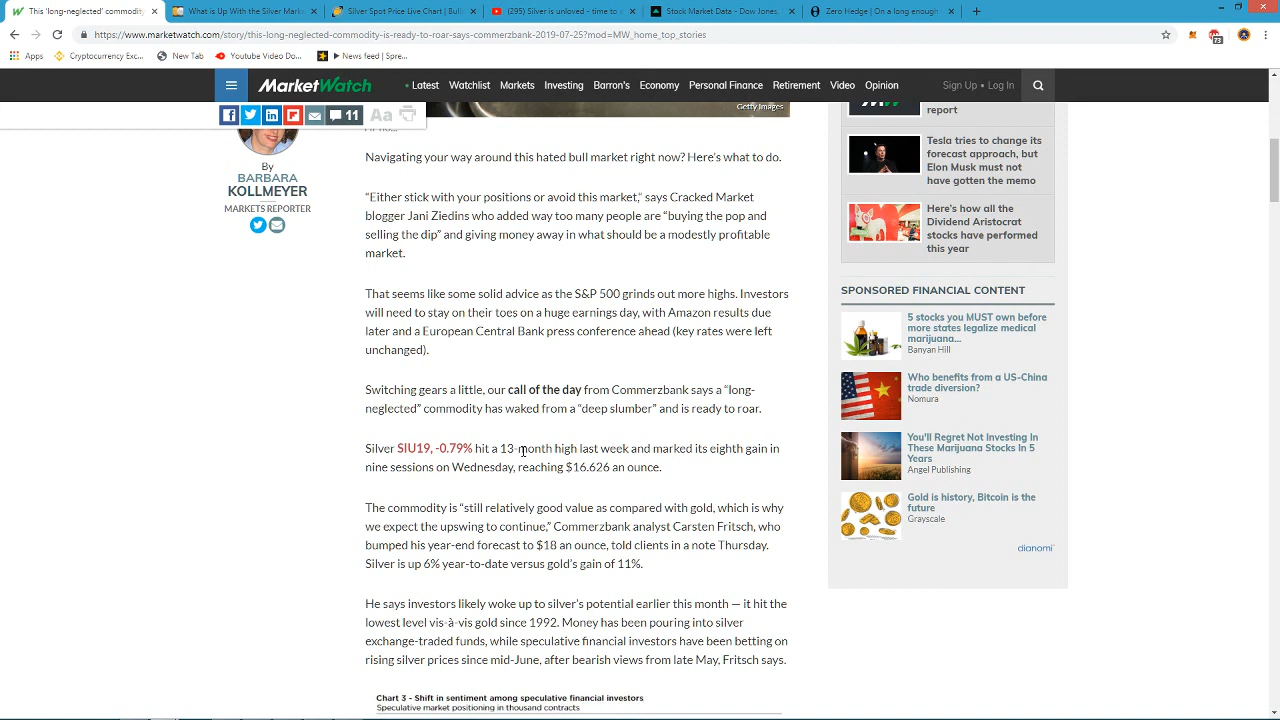 This 'long-neglected' commodity
What is Up With the Silver Marke
Silver Spot Price Live Chart | Bulli
(295) Silver is unloved - time to
Stock Market Data - Dow Jones,
Zero Hedge | On a long enough
https://www.marketwatch.com/story/this-long-neglected-commodity-is-ready-to-roar-says-commerzbank-2019-07-25?mod=MW_home_top_stories
73
Apps
Cryptocurrency Exc...
New Tab
Youtube Video Do...
News feed | Spre...
MarketWatch
Latest
Watchlist
Markets
Investing
Barron's
Economy
Personal Finance
Retirement
Video
Opinion
Sign Up • Log In
11
Aa
Getty Images
By
BARBARA
KOLLMEYER
MARKETS REPORTER
Navigating your way around this hated bull market right now? Here's what to do.
“Either stick with your positions or avoid this market,“ says Cracked Market
blogger Jani Ziedins who added way too many people are “buying the pop and
selling the dip” and giving money away in what should be a modestly profitable
market.
That seems like some solid advice as the S&P 500 grinds out more highs. Investors
will need to stay on their toes on a huge earnings day, with Amazon results due
later and a European Central Bank press conference ahead (key rates were left
unchanged).
Switching gears a little, our call of the day from Commerzbank says a “long-
neglected” commodity has waked from a “deep slumber” and is ready to roar.
Silver SIU19, -0.79% hit a 13-month high last week and marked its eighth gain in
nine sessions on Wednesday, reaching $16.626 an ounce.
The commodity is “still relatively good value as compared with gold, which is why
we expect the upswing to continue,” Commerzbank analyst Carsten Fritsch, who
bumped his year-end forecast to $18 an ounce, told clients in a note Thursday.
Silver is up 6% year-to-date versus gold's gain of 11%.
He says investors likely woke up to silver's potential earlier this month — it hit the
lowest level vis-à-vis gold since 1992. Money has been pouring into silver
exchange-traded funds, while speculative financial investors have been betting on
rising silver prices since mid-June, after bearish views from late May, Fritsch says.
Chart 3 - Shift in sentiment among speculative financial investors
Speculative market positioning in thousand contracts
report
Tesla tries to change its
forecast approach, but
Elon Musk must not
have gotten the memo
Here's how all the
Dividend Aristocrat
stocks have performed
this year
SPONSORED FINANCIAL CONTENT
5 stocks you MUST own before
more states legalize medical
marijuana...
Banyan Hill
Who benefits from a US-China
trade diversion?
Nomura
You'll Regret Not Investing In
These Marijuana Stocks In 5
Years
Angel Publishing
Gold is history, Bitcoin is the
future
Grayscale
dianomi